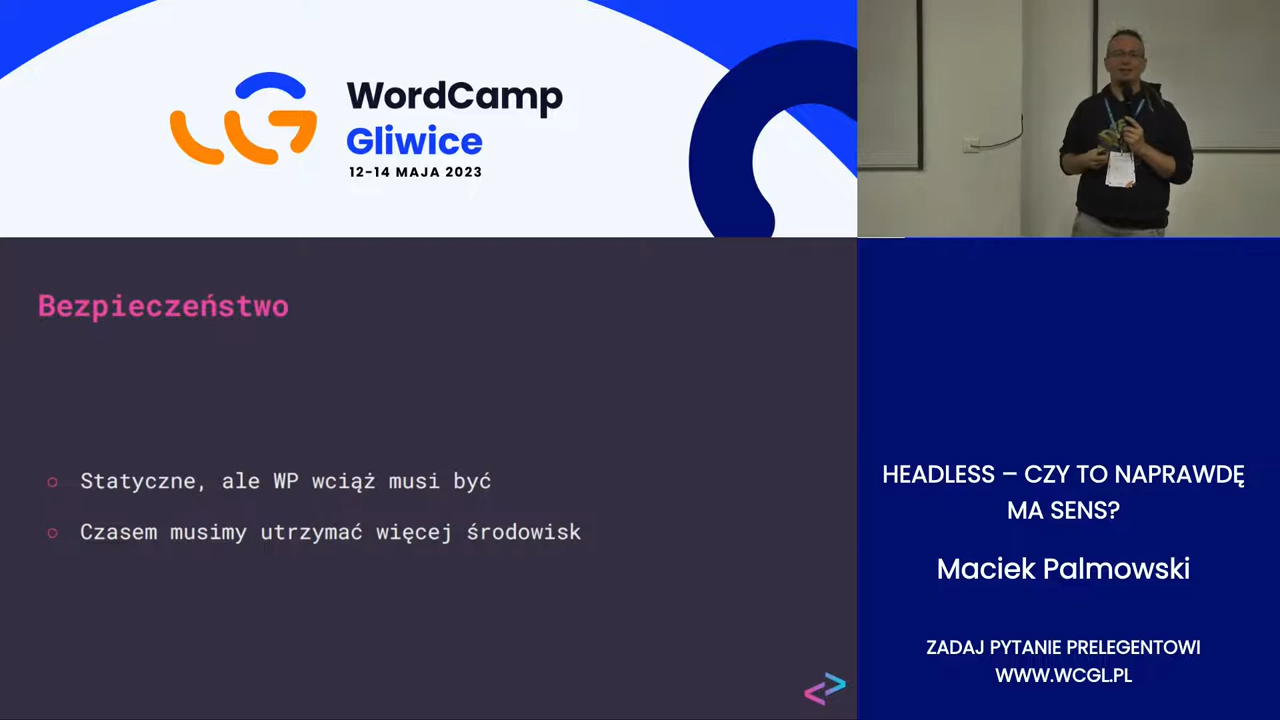 WordCamp
Gliwice
12-14 MAJA 2023
Bezpieczeństwo
Statyczne, ale WP wciąż musi być
Czasem musimy utrzymać więcej środowisk
HEADLESS – CZY TO NAPRAWDĘ
MA SENS?
Maciek Palmowski
ZADAJ PYTANIE PRELEGENTOWI
WWW.WCGL.PL